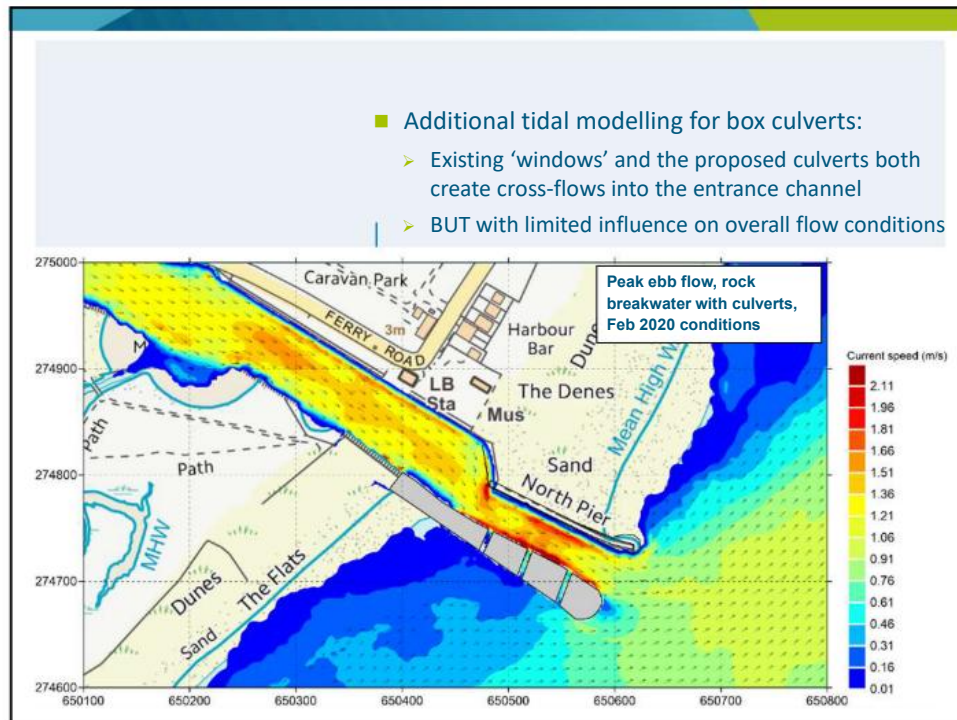 ■ Additional tidal modelling for box culverts:
➢ Existing ‘windows’ and the proposed culverts both
create cross-flows into the entrance channel
➢ BUT with limited influence on overall flow conditions
Peak ebb flow, rock
breakwater with culverts,
Feb 2020 conditions
275000
274900
274800
274700
274600
650100
650200
650300
650400
650500
650600
650700
650800
Caravan Park
FERRY ROAD
3m
LB
Sta
Mus
Harbour
Bar
Dune
The Denes
Mean High W
Sand
North Pier
M
Path
Path
MHW
Dunes
The Flats
Sand
Current speed (m/s)
2.11
1.96
1.81
1.66
1.51
1.36
1.21
1.06
0.91
0.76
0.61
0.46
0.31
0.16
0.01